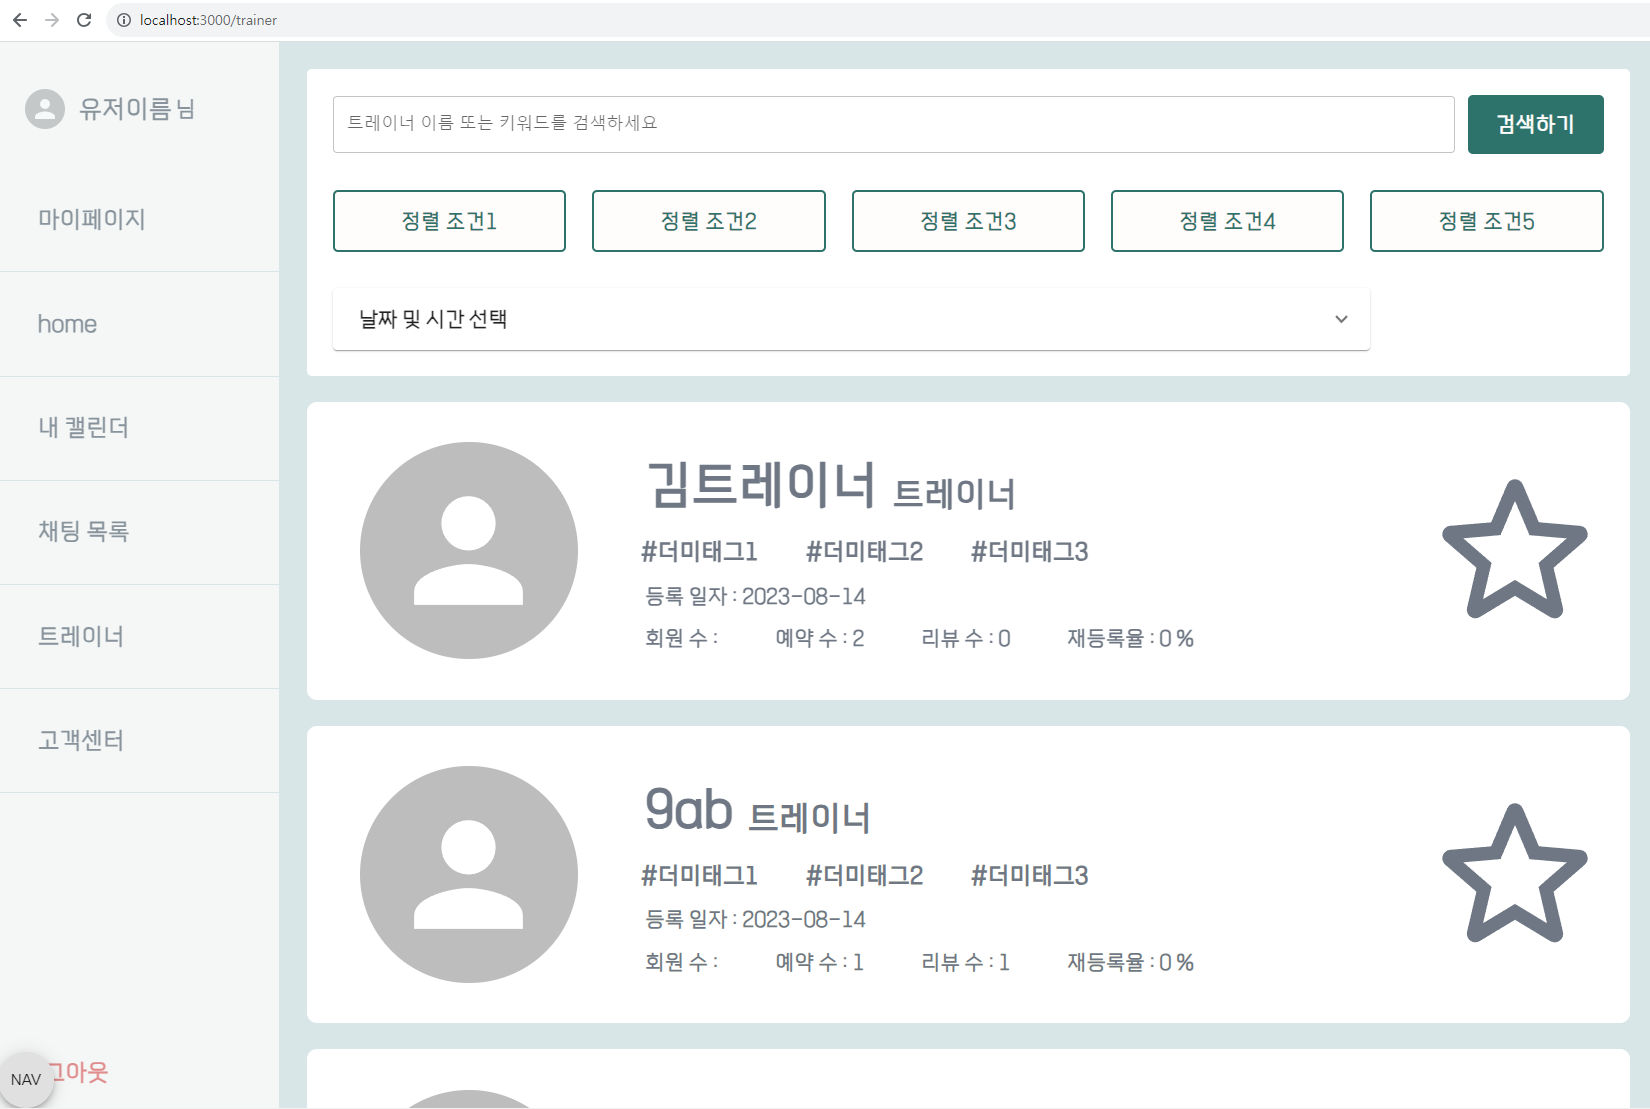 localhost:3000/trainer
유저이름 님
마이페이지
home
내 캘린더
채팅 목록
트레이너
고객센터
그아웃
NAV
트레이너 이름 또는 키워드를 검색하세요
검색하기
정렬 조건1 정렬 조건2 정렬 조건3 정렬 조건4 정렬 조건5
날짜 및 시간 선택
김트레이너 트레이너
#더미태그1 #더미태그2 #더미태그3
등록 일자 : 2023-08-14
회원 수 : 예약 수 : 2 리뷰 수 : 0 재등록율 : 0 %
9ab 트레이너
#더미태그1 #더미태그2 #더미태그3
등록 일자 : 2023-08-14
회원 수 : 예약 수 : 1 리뷰 수 : 1 재등록율 : 0 %